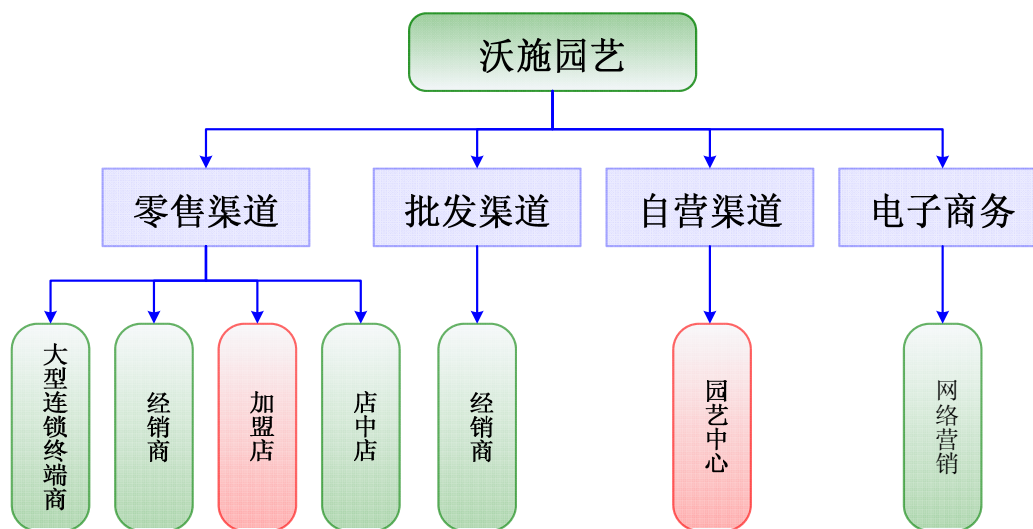 沃施园艺
零售渠道
批发渠道
自营渠道
电子商务
大型连锁终端商
经销商
加盟店
店中店
经销商
园艺中心
网络营销